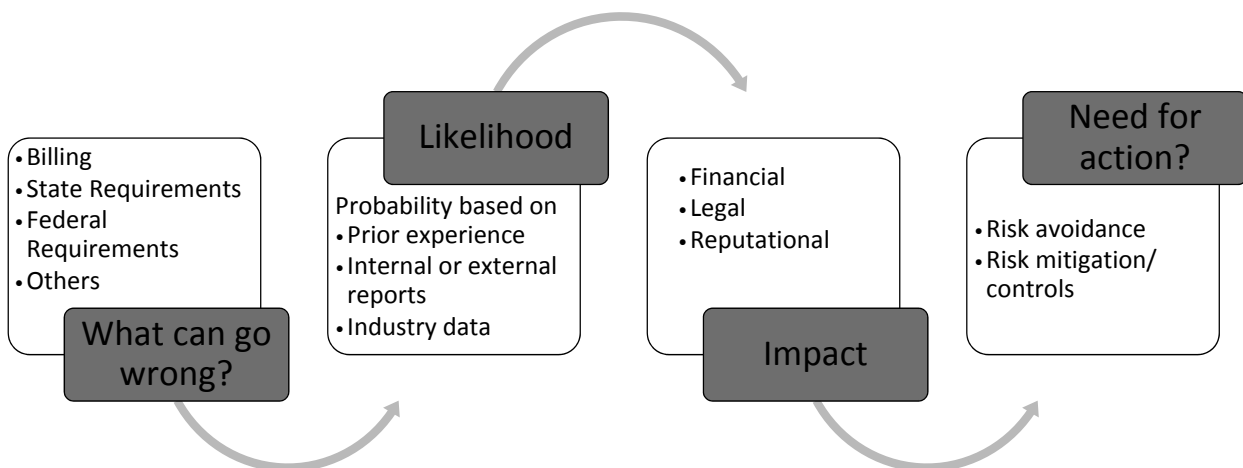 • Billing
• State Requirements
• Federal
Requirements
• Others
What can go
wrong?
Likelihood
Probability based on
• Prior experience
• Internal or external
reports
• Industry data
• Financial
• Legal
• Reputational
Impact
Need for
action?
• Risk avoidance
• Risk mitigation/
controls